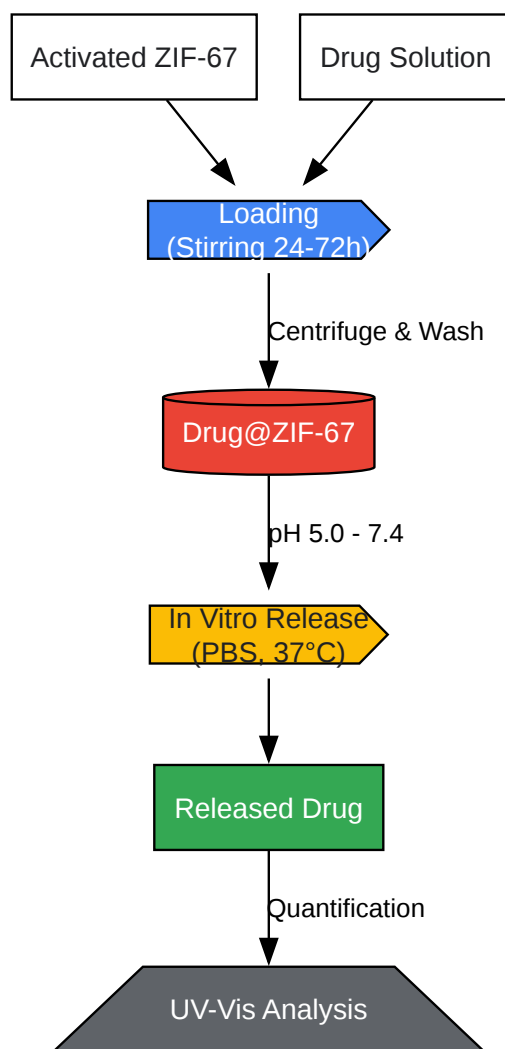 Activated ZIF-67
Drug Solution
Loading
(Stirring 24-72h)
Centrifuge & Wash
Drug@ZIF-67
pH 5.0 - 7.4
In Vitro Release
(PBS, 37°C)
Released Drug
Quantification
UV-Vis Analysis